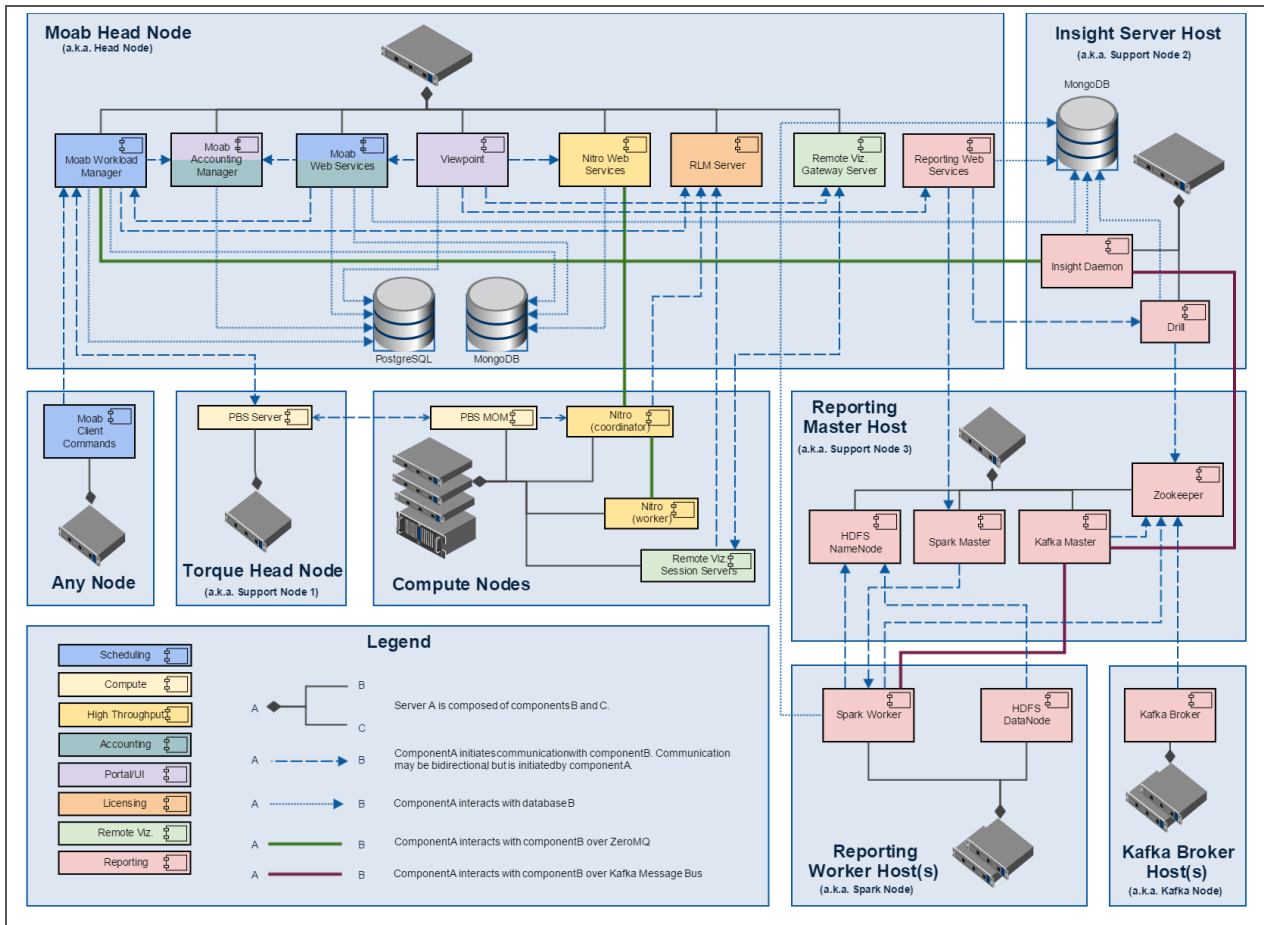 Moab Head Node
(a.k.a. Head Node)
Moab Workload
Manager
Moab
Accounting
Manager
Moab
Web Services
Viewpoint
Nitro Web
Services
RLM Server
Remote Viz.
Gateway Server
Reporting Web
Services
PostgreSQL
MongoDB
Insight Server Host
(a.k.a. Support Node 2)
MongoDB
Insight Daemon
Drill
Moab
Client
Commands
Any Node
PBS Server
Torque Head Node
(a.k.a. Support Node 1)
PBS MOM
Nitro
(coordinator)
Nitro
(worker)
Remote Viz.
Session Servers
Compute Nodes
Reporting
Master Host
(a.k.a. Support Node 3)
Zookeeper
HDFS
NameNode
Spark Master
Kafka Master
Legend
Scheduling
Compute
High Throughput
Accounting
Portal/UI
Licensing
Remote Viz.
Reporting
A
B
C
Server A is composed of components B and C.
A
B
Component A initiates communication with component B. Communication
may be bidirectional but is initiated by component A.
A
B
Component A interacts with database B
A
B
Component A interacts with component B over ZeroMQ
A
B
Component A interacts with component B over Kafka Message Bus
Spark Worker
HDFS
DataNode
Reporting
Worker Host(s)
(a.k.a. Spark Node)
Kafka Broker
Kafka Broker
Host(s)
(a.k.a. Kafka Node)